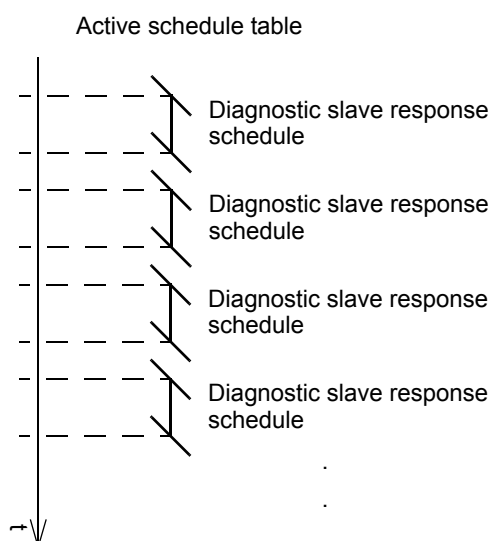 Active schedule table
Diagnostic slave response
schedule
Diagnostic slave response
schedule
Diagnostic slave response
schedule
Diagnostic slave response
schedule
.
.
t